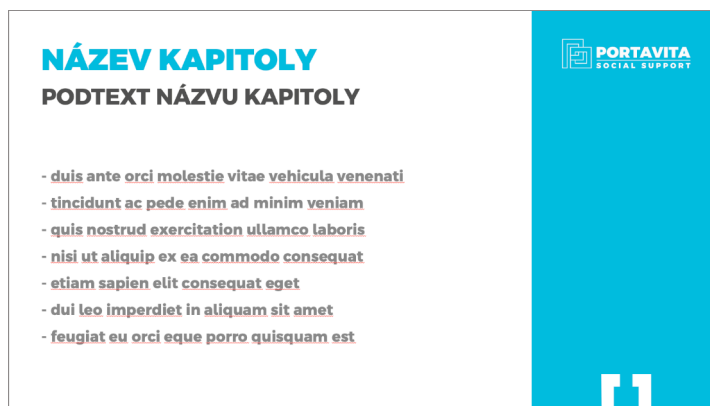 NÁZEV KAPITOLY
PODTEXT NÁZVU KAPITOLY
- duis ante orci molestie vitae vehicula venenati
- tincidunt ac pede enim ad minim veniam
- quis nostrud exercitation ullamco laboris
- nisi ut aliquip ex ea commodo consequat
- etiam sapien elit consequat eget
- dui leo imperdiet in aliquam sit amet
- feugiat eu orci eque porro quisquam est
PORTAVITA
SOCIAL SUPPORT